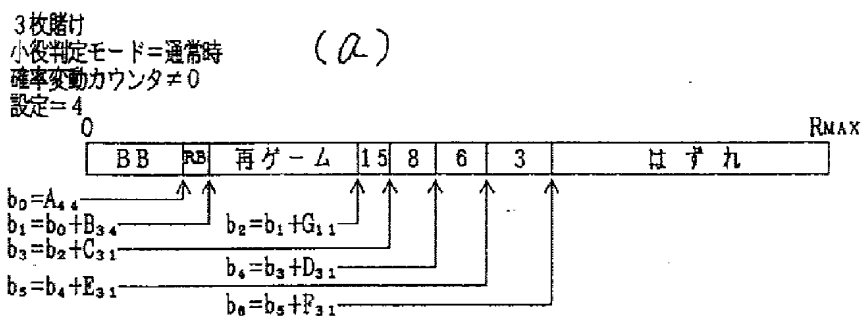 3枚賭け
小役判定モード=通常時
確率変動カウンタ≠0
設定=4
(a)
0 RMAX
BB RB 再ゲーム 15 8 6 3 はずれ
b₀=A₄₄
b₁=b₀+B₃₄ b₂=b₁+G₁₁
b₃=b₂+C₃₁
b₄=b₃+D₃₁
b₅=b₄+E₃₁
b₆=b₅+F₃₁